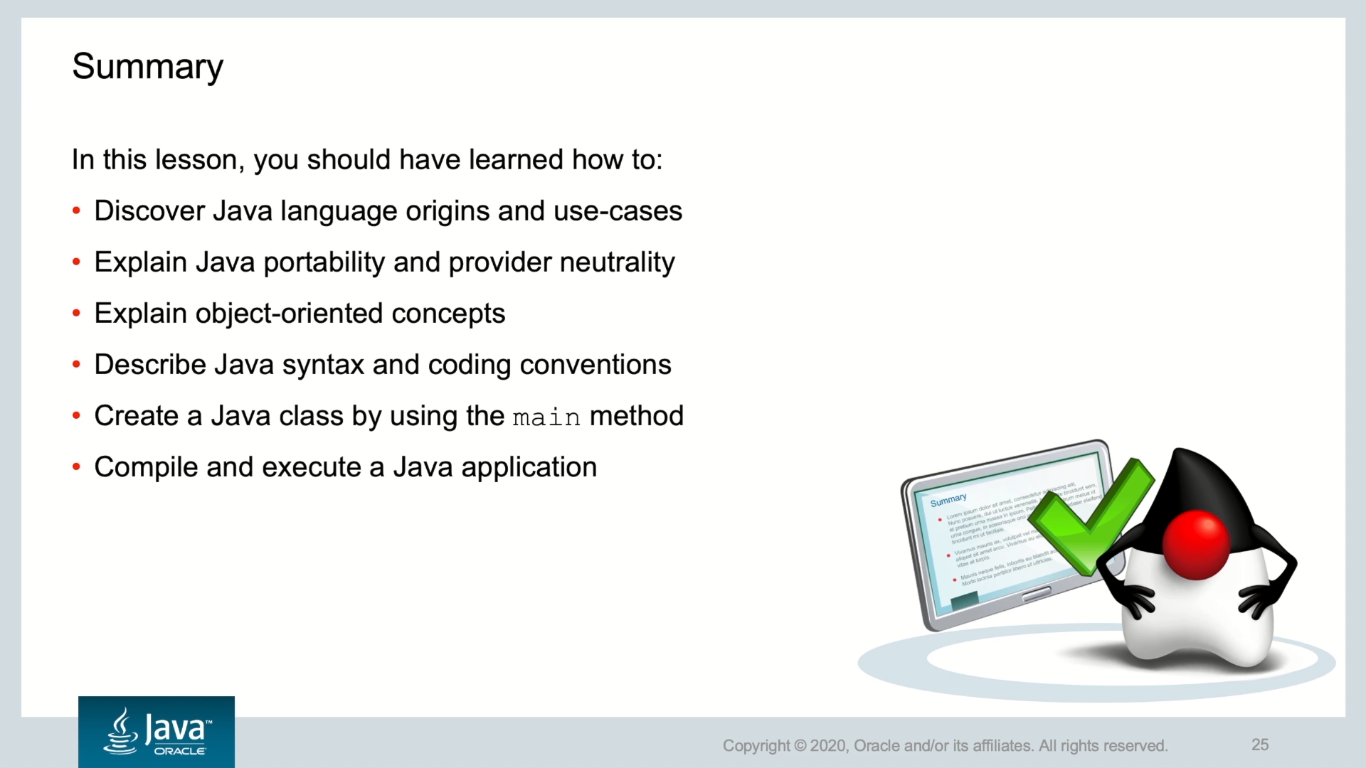 Summary
In this lesson, you should have learned how to:
• Discover Java language origins and use-cases
• Explain Java portability and provider neutrality
• Explain object-oriented concepts
• Describe Java syntax and coding conventions
• Create a Java class by using the main method
• Compile and execute a Java application
Summary
Java™
ORACLE
Copyright © 2020, Oracle and/or its affiliates. All rights reserved.
25